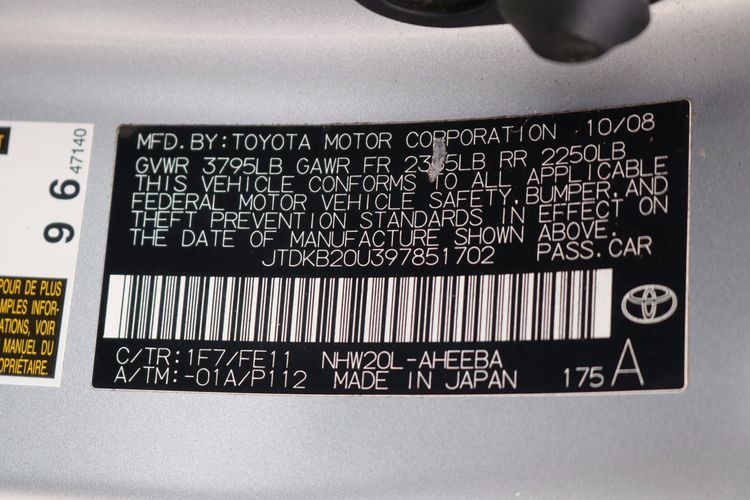 MFD. BY: TOYOTA MOTOR CORPORATION 10/08
GVWR 3795LB GAWR FR LB RR 2250LB
THIS VEHICLE CONFORMS TO ALL APPLICABLE
FEDERAL MOTOR VEHICLE SAFETY, BUMPER, AND
THEFT PREVENTION STANDARDS IN EFFECT ON
THE DATE OF MANUFACTURE SHOWN ABOVE.
JTDKB20U397851702 PASS. CAR
C/TR: 1F7/FE11 NHW20L-AHEEBA
A/TM: -01A/P112 MADE IN JAPAN 175 A
96 47140
POUR DE PLUS
MPLES INFOR-
ATIONS, VOIR
MANUEL DU
OPRIÉTAIRE.